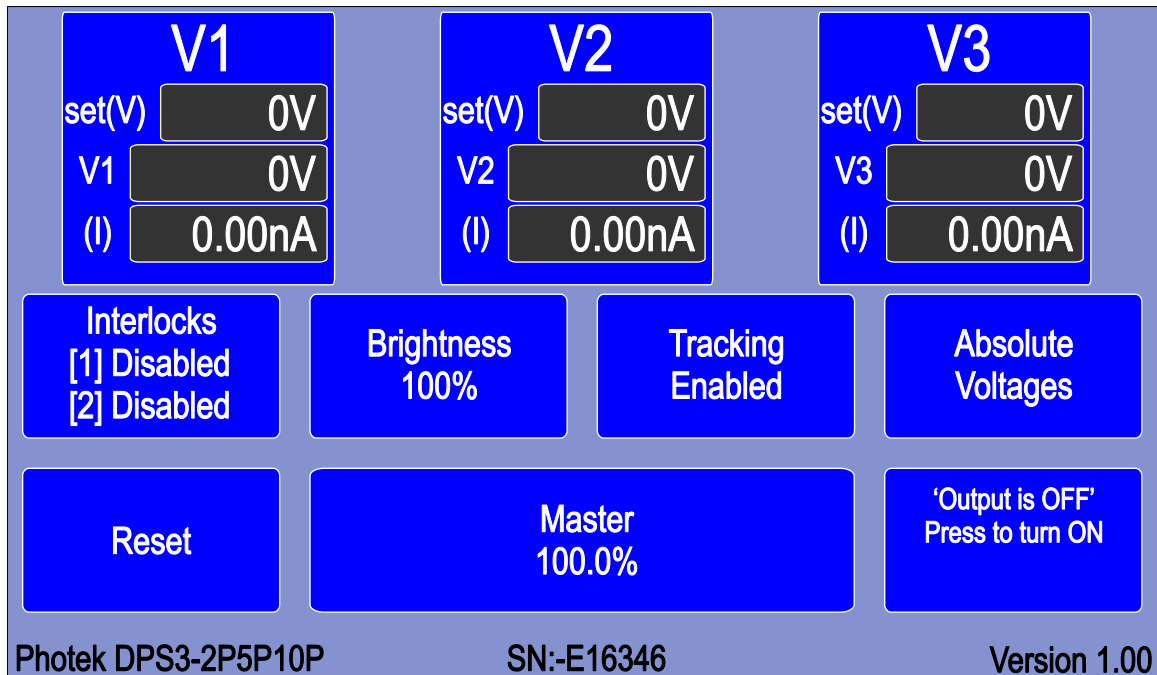 V1
set(V) 0V
V1 0V
(I) 0.00nA
V2
set(V) 0V
V2 0V
(I) 0.00nA
V3
set(V) 0V
V3 0V
(I) 0.00nA
Interlocks
[1] Disabled
[2] Disabled
Brightness
100%
Tracking
Enabled
Absolute
Voltages
Reset
Master
100.0%
‘Output is OFF’
Press to turn ON
Photek DPS3-2P5P10P
SN:-E16346
Version 1.00